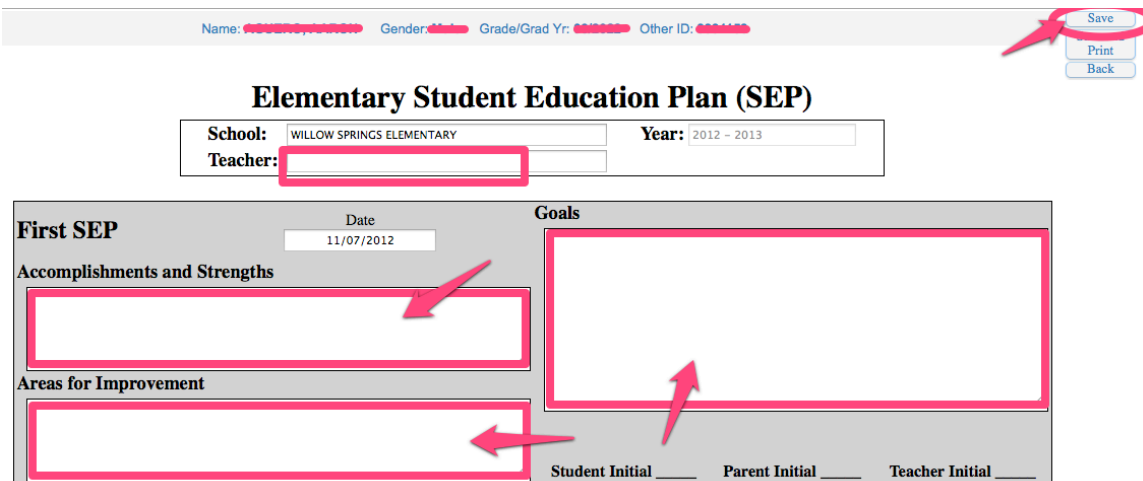 Name: Gender: Grade/Grad Yr: Other ID:
Save
Print
Back
Elementary Student Education Plan (SEP)
School: WILLOW SPRINGS ELEMENTARY Year: 2012 - 2013
Teacher:
First SEP
Date
11/07/2012
Goals
Accomplishments and Strengths
Areas for Improvement
Student Initial _____ Parent Initial _____ Teacher Initial _____